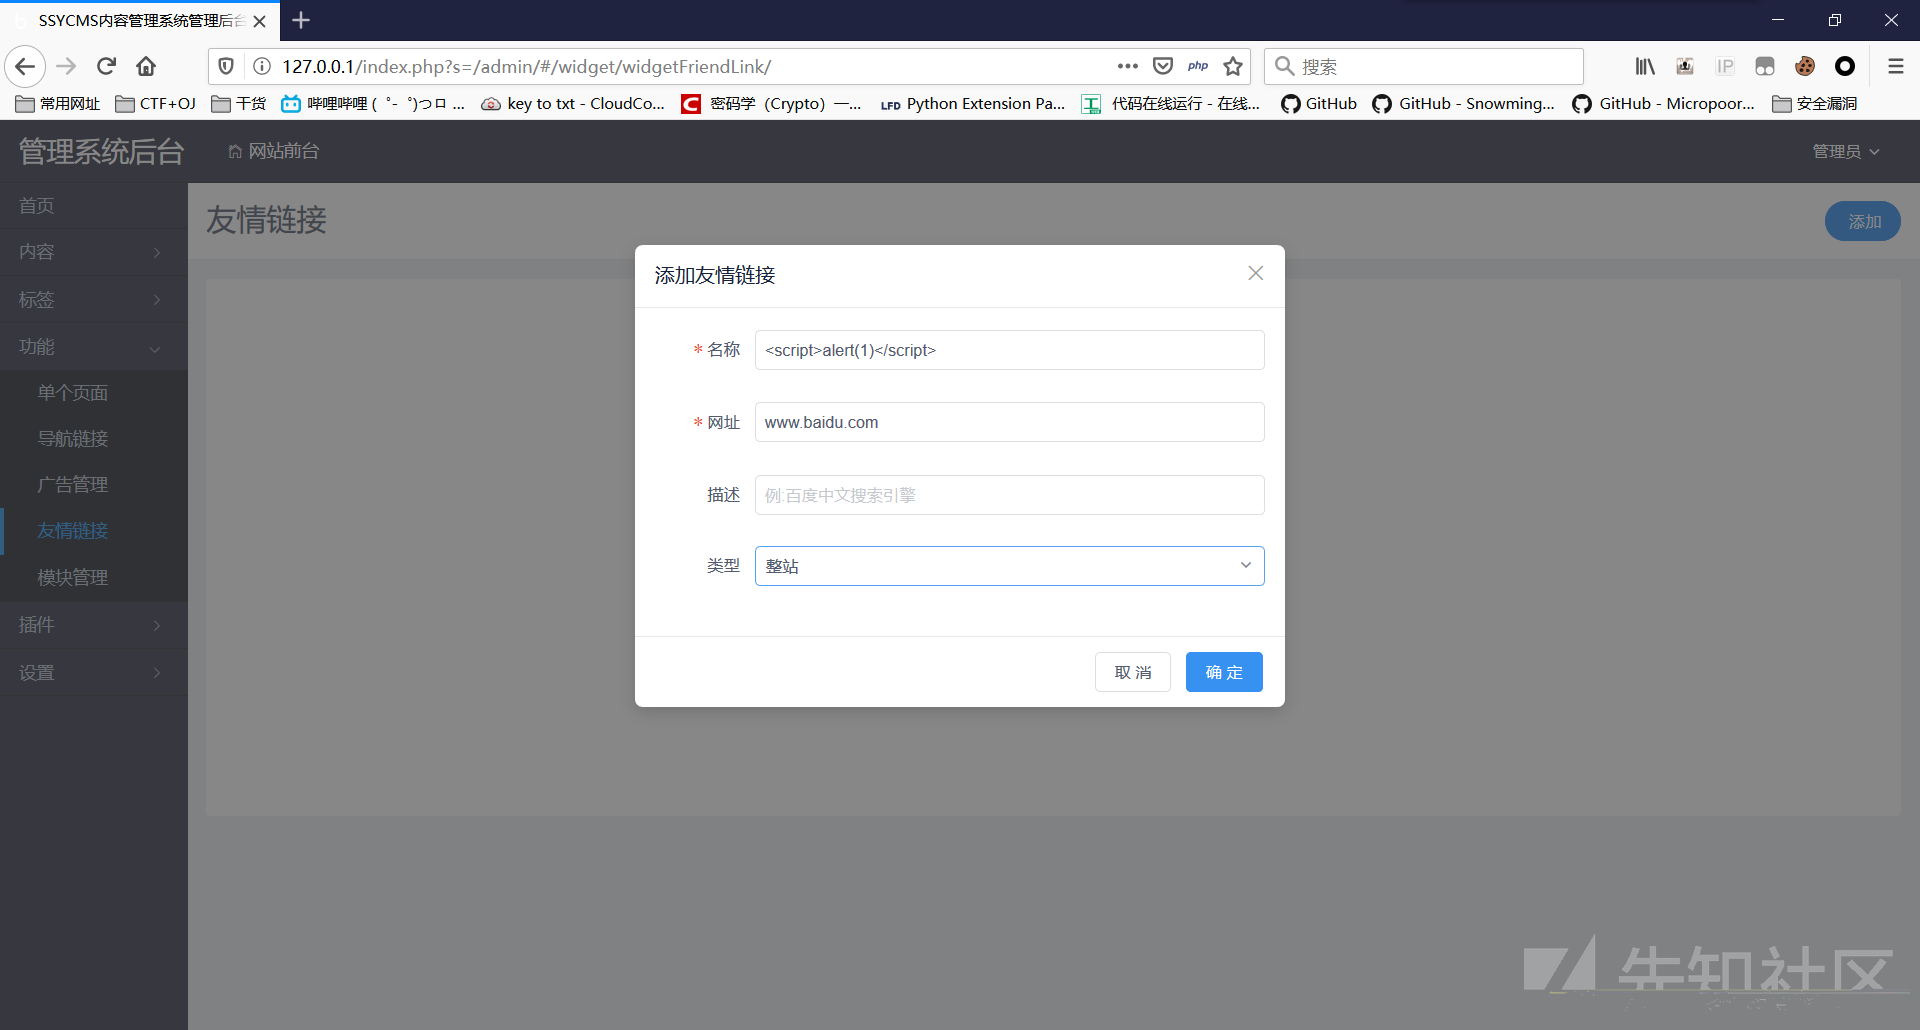 SSYCMS内容管理系统管理后台
127.0.0.1/index.php?s=/admin/#/widget/widgetFriendLink/
php
搜索
IP
常用网址
CTF+OJ
干货
哔哩哔哩 ( ゜- ゜)つロ ...
key to txt - CloudCo...
C
密码学（Crypto）一...
LFD
Python Extension Pa...
工
代码在线运行 - 在线...
GitHub
GitHub - Snowming...
GitHub - Micropoor...
安全漏洞
管理系统后台
网站前台
管理员
首页
内容
标签
功能
单个页面
导航链接
广告管理
友情链接
模块管理
插件
设置
友情链接
添加
添加友情链接
* 名称
<script>alert(1)</script>
* 网址
www.baidu.com
描述
例:百度中文搜索引擎
类型
整站
取 消
确 定
先知社区